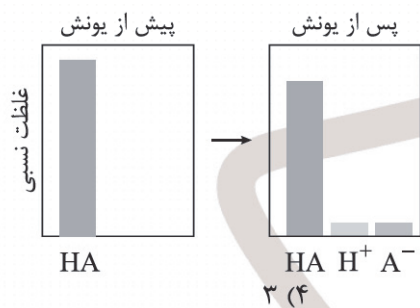 پیش از یونش
پس از یونش
غلظت نسبی
HA
HA H⁺ A⁻
۳ (۴